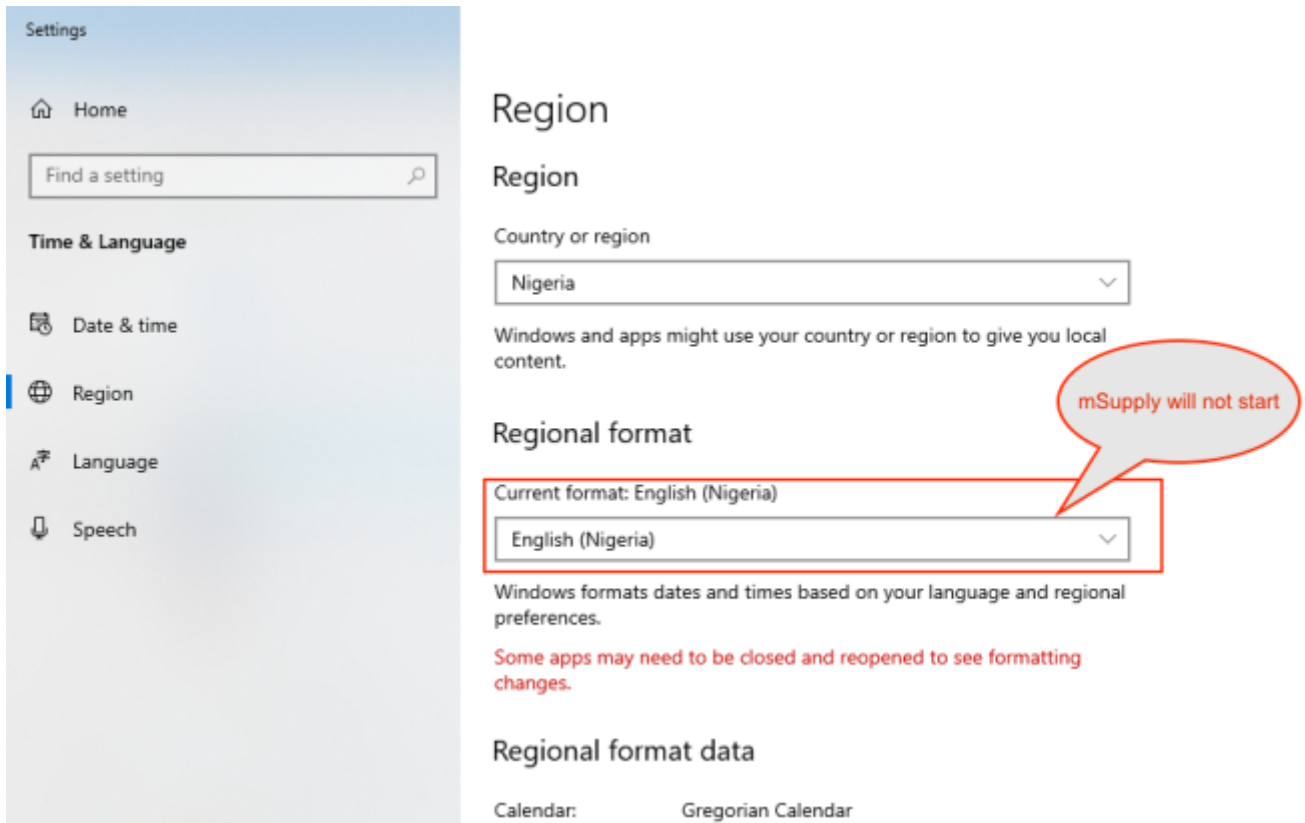 Settings
Home
Find a setting
Time & Language
Date & time
Region
Language
Speech
Region
Region
Country or region
Nigeria
Windows and apps might use your country or region to give you local
content.
mSupply will not start
Regional format
Current format: English (Nigeria)
English (Nigeria)
Windows formats dates and times based on your language and regional
preferences.
Some apps may need to be closed and reopened to see formatting
changes.
Regional format data
Calendar: Gregorian Calendar